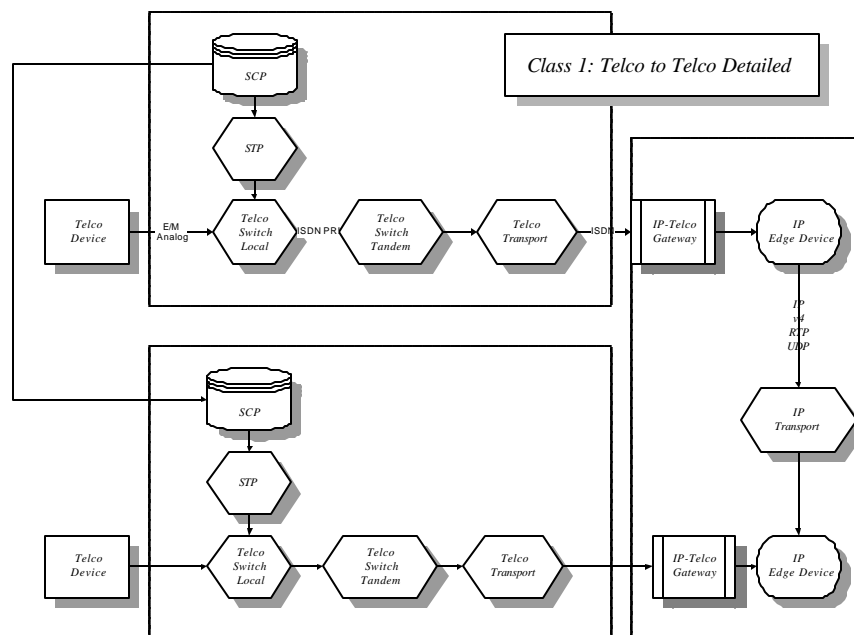 Class 1: Telco to Telco Detailed
SCP
STP
Telco
Device
E/M
Analog
Telco
Switch
Local
ISDN PRI
Telco
Switch
Tandem
Telco
Transport
ISDN
IP-Telco
Gateway
IP
Edge Device
IP
v4
RTP
UDP
IP
Transport
SCP
STP
Telco
Device
Telco
Switch
Local
Telco
Switch
Tandem
Telco
Transport
IP-Telco
Gateway
IP
Edge Device